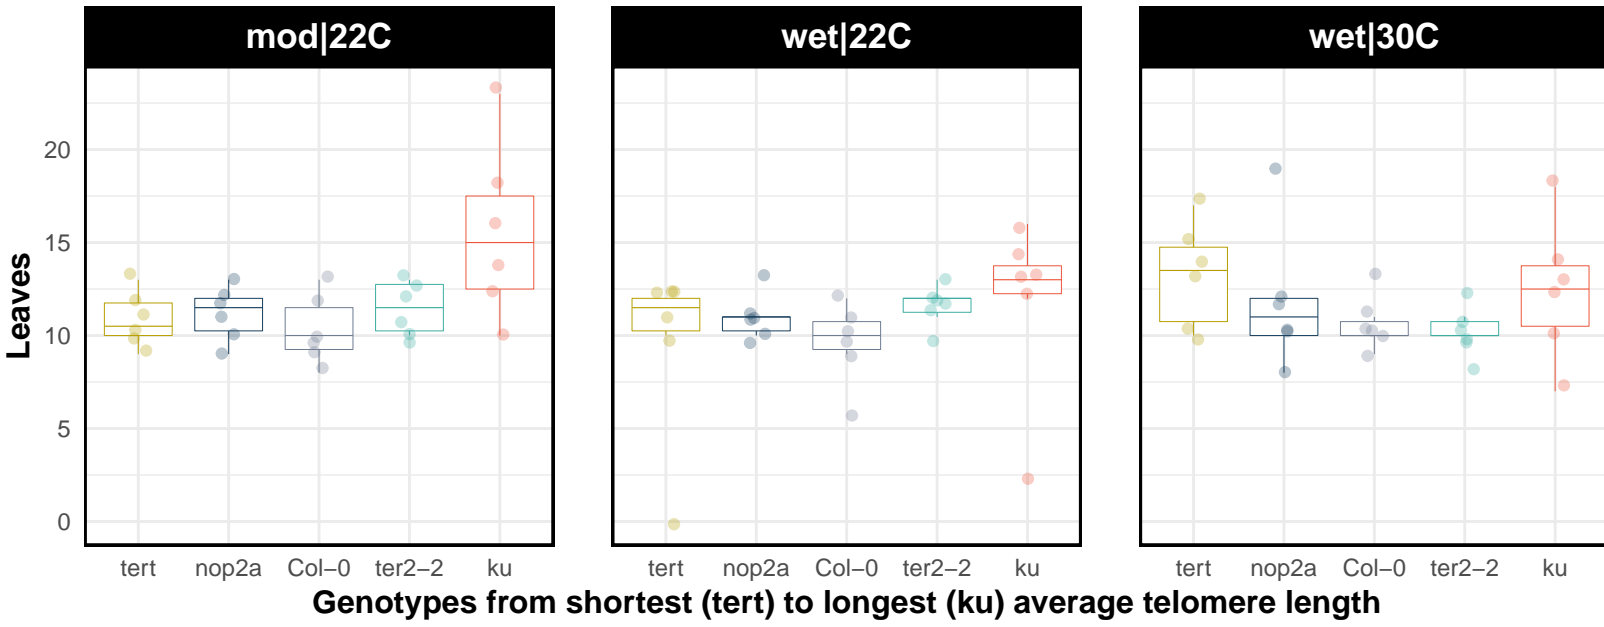 mod|22C wet|22C wet|30C
Leaves
20
15
10
5
0
tert nop2a Col−0 ter2−2 ku tert nop2a Col−0 ter2−2 ku tert nop2a Col−0 ter2−2 ku
Genotypes from shortest (tert) to longest (ku) average telomere length